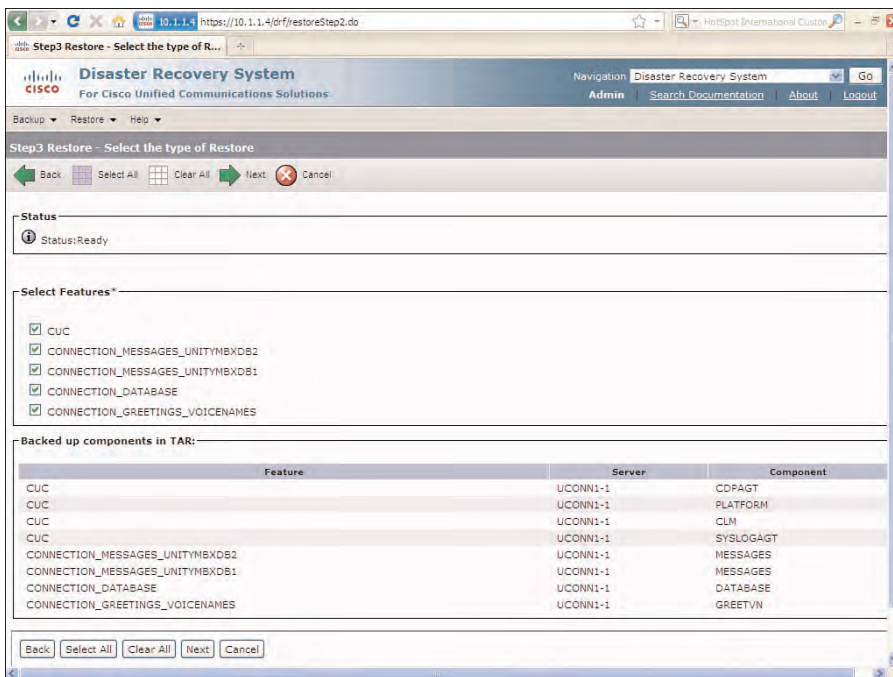 10.1.1.4 https://10.1.1.4/drf/restoreStep2.do HotSpot International Custon
Step3 Restore - Select the type of R...
CISCO Disaster Recovery System Navigation Disaster Recovery System Go
For Cisco Unified Communications Solutions Admin | Search Documentation | About | Logout
Backup Restore Help
Step3 Restore - Select the type of Restore
Back Select All Clear All Next Cancel
Status
Status:Ready
Select Features*
CUC
CONNECTION_MESSAGES_UNITYMBXDB2
CONNECTION_MESSAGES_UNITYMBXDB1
CONNECTION_DATABASE
CONNECTION_GREETINGS_VOICENAMES
Backed up components in TAR:
Feature Server Component
CUC UCONN1-1 CDPAGT
CUC UCONN1-1 PLATFORM
CUC UCONN1-1 CLM
CUC UCONN1-1 SYSLOGAGT
CONNECTION_MESSAGES_UNITYMBXDB2 UCONN1-1 MESSAGES
CONNECTION_MESSAGES_UNITYMBXDB1 UCONN1-1 MESSAGES
CONNECTION_DATABASE UCONN1-1 DATABASE
CONNECTION_GREETINGS_VOICENAMES UCONN1-1 GREETVN
Back Select All Clear All Next Cancel